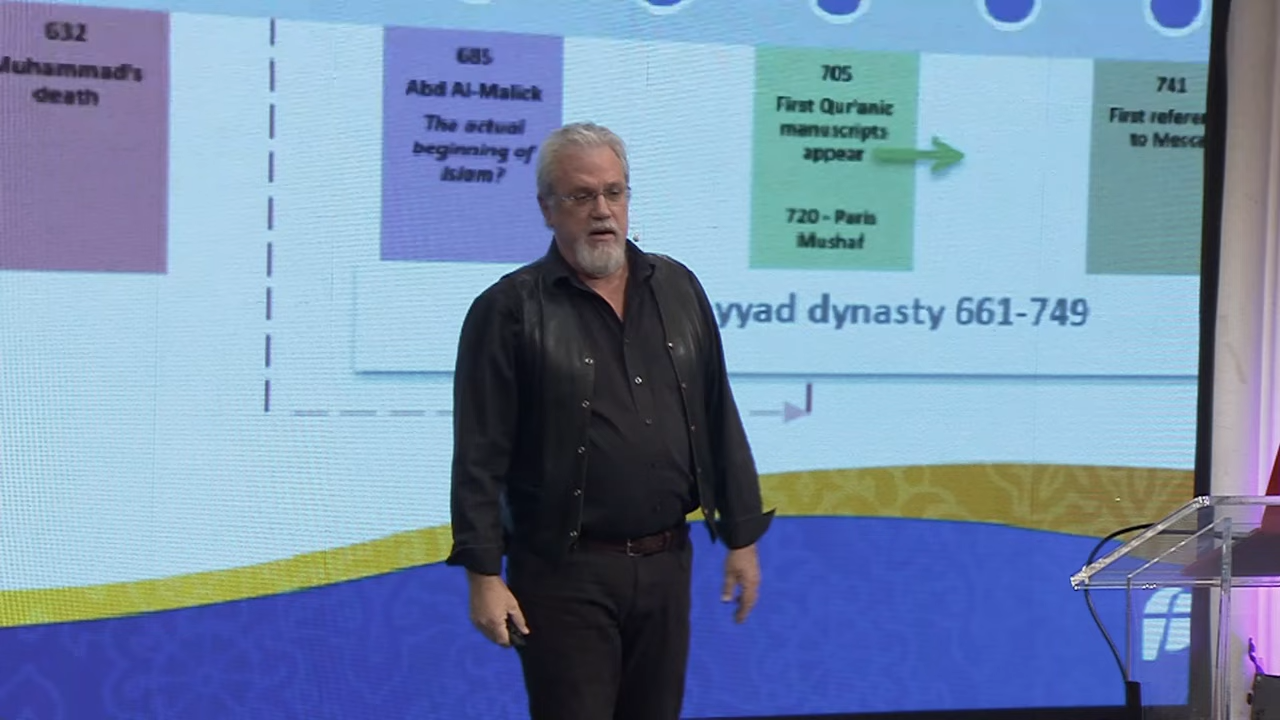 632
Muhammad's
death
685
Abd Al-Malick
The actual
beginning of
Islam?
705
First Qur'anic
manuscripts
appear
720 - Paris
Mushaf
741
First refere
to Mecca
yyad dynasty 661-749